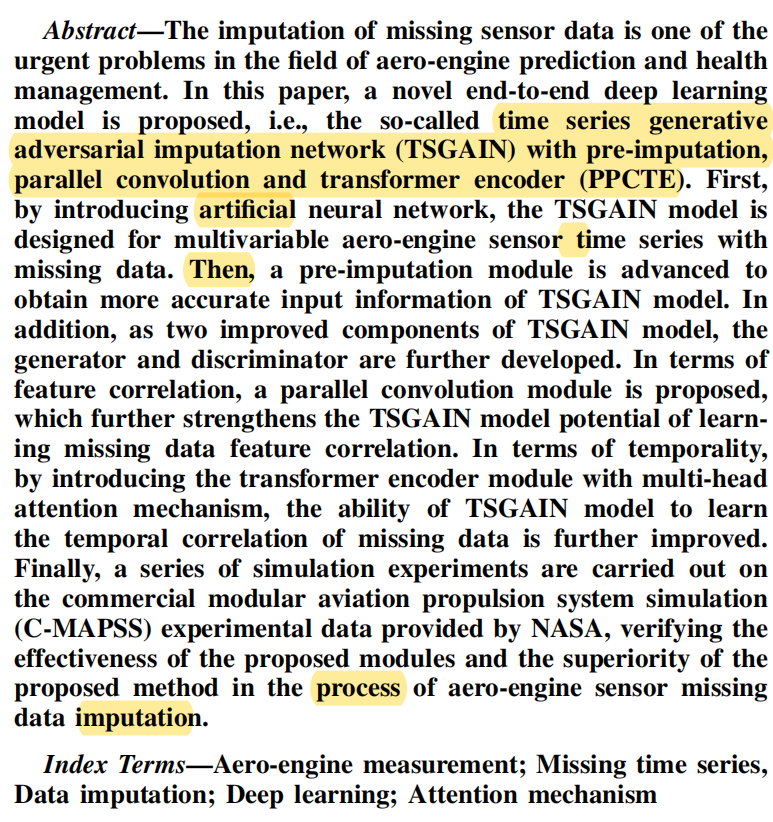 Abstract—The imputation of missing sensor data is one of the
urgent problems in the field of aero-engine prediction and health
management. In this paper, a novel end-to-end deep learning
model is proposed, i.e., the so-called time series generative
adversarial imputation network (TSGAIN) with pre-imputation,
parallel convolution and transformer encoder (PPCTE). First,
by introducing artificial neural network, the TSGAIN model is
designed for multivariable aero-engine sensor time series with
missing data. Then, a pre-imputation module is advanced to
obtain more accurate input information of TSGAIN model. In
addition, as two improved components of TSGAIN model, the
generator and discriminator are further developed. In terms of
feature correlation, a parallel convolution module is proposed,
which further strengthens the TSGAIN model potential of learn-
ing missing data feature correlation. In terms of temporality,
by introducing the transformer encoder module with multi-head
attention mechanism, the ability of TSGAIN model to learn
the temporal correlation of missing data is further improved.
Finally, a series of simulation experiments are carried out on
the commercial modular aviation propulsion system simulation
(C-MAPSS) experimental data provided by NASA, verifying the
effectiveness of the proposed modules and the superiority of the
proposed method in the process of aero-engine sensor missing
data imputation.
Index Terms—Aero-engine measurement; Missing time series,
Data imputation; Deep learning; Attention mechanism